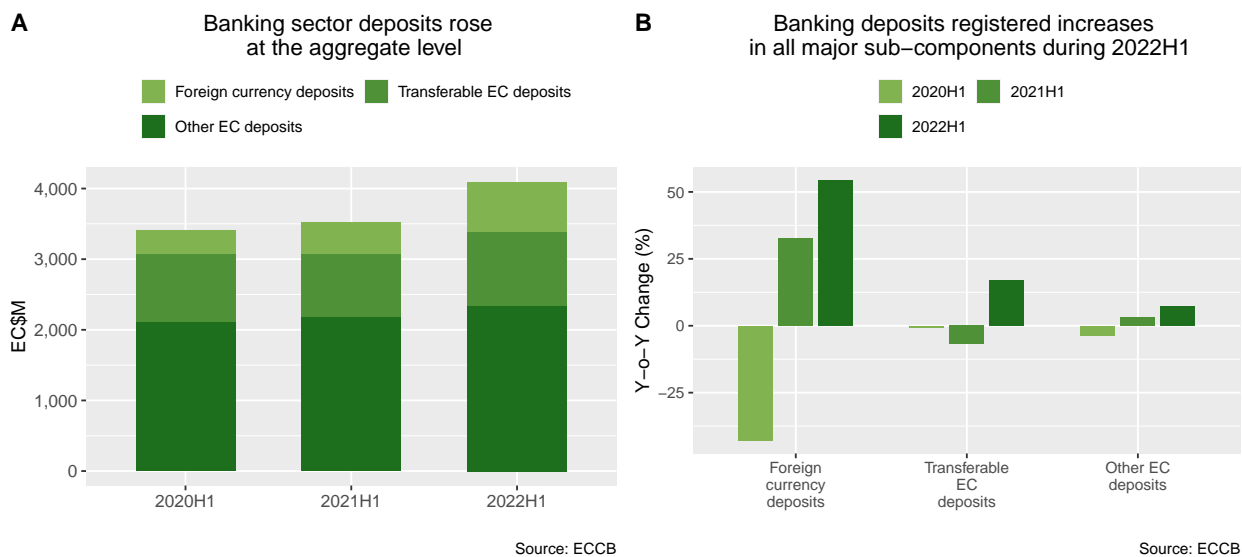 A
Banking sector deposits rose
at the aggregate level
Foreign currency deposits
Transferable EC deposits
Other EC deposits
EC$M
4,000
3,000
2,000
1,000
0
2020H1
2021H1
2022H1
Source: ECCB
B
Banking deposits registered increases
in all major sub−components during 2022H1
2020H1
2021H1
2022H1
Y−o−Y Change (%)
50
25
0
−25
Foreign
currency
deposits
Transferable
EC
deposits
Other EC
deposits
Source: ECCB